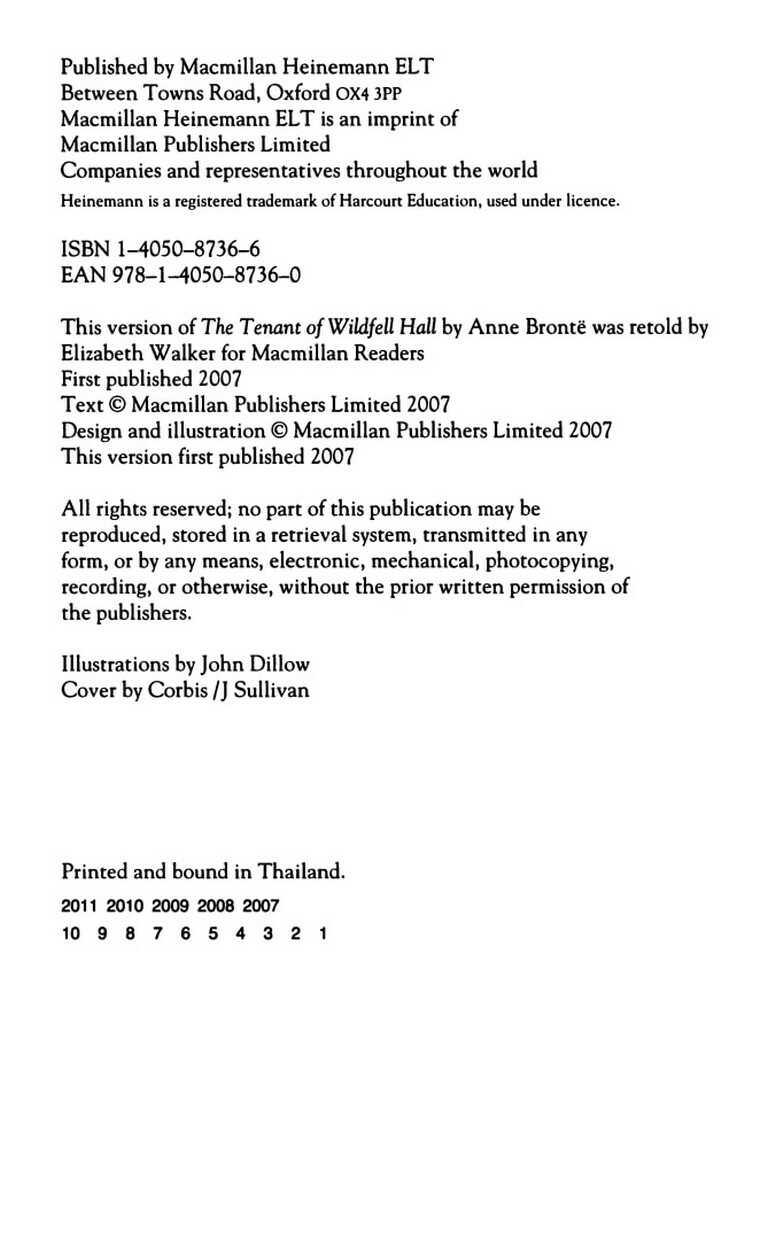 Published by Macmillan Heinemann ELT
Between Towns Road, Oxford OX4 3PP
Macmillan Heinemann ELT is an imprint of
Macmillan Publishers Limited
Companies and representatives throughout the world
Heinemann is a registered trademark of Harcourt Education, used under licence.
ISBN 1–4050–8736–6
EAN 978–1–4050–8736–0
This version of The Tenant of Wildfell Hall by Anne Brontë was retold by
Elizabeth Walker for Macmillan Readers
First published 2007
Text © Macmillan Publishers Limited 2007
Design and illustration © Macmillan Publishers Limited 2007
This version first published 2007
All rights reserved; no part of this publication may be
reproduced, stored in a retrieval system, transmitted in any
form, or by any means, electronic, mechanical, photocopying,
recording, or otherwise, without the prior written permission of
the publishers.
Illustrations by John Dillow
Cover by Corbis /J Sullivan
Printed and bound in Thailand.
2011 2010 2009 2008 2007
10 9 8 7 6 5 4 3 2 1